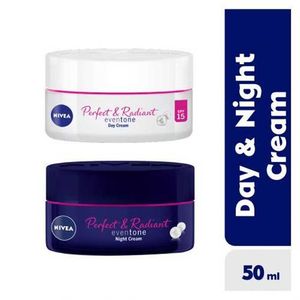 NIVEA
Perfect & Radiant
eventone
Day Cream
SPF
15
NIVEA
Perfect & Radiant
eventone
Night Cream
Day & Night
Cream
50 ml